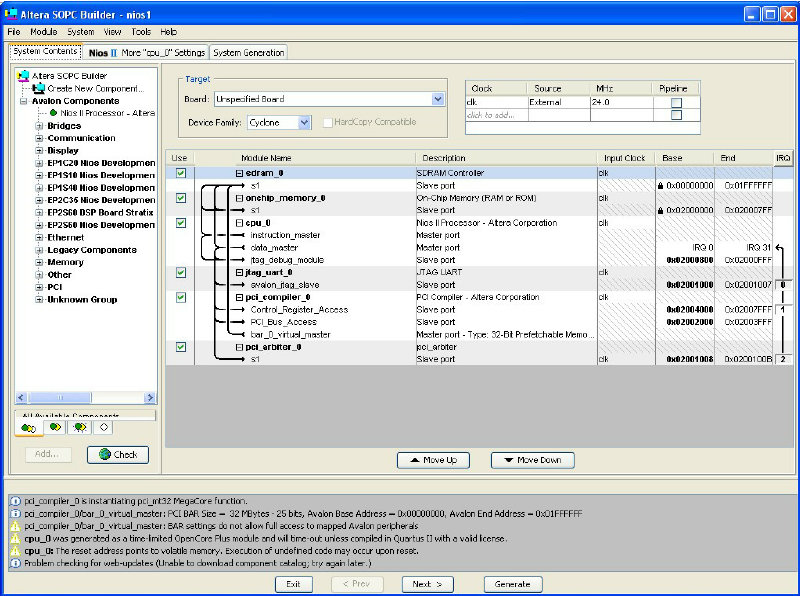 Altera SOPC Builder - nios1
File Module System View Tools Help
System Contents Nios II More "cpu_0" Settings System Generation
Altera SOPC Builder
Create New Component...
Avalon Components
Nios II Processor - Altera
Bridges
Communication
Display
EP1C20 Nios Developmen
EP1S10 Nios Developmen
EP1S40 Nios Developmen
EP2C35 Nios Developmen
EP2S60 DSP Board Stratix
EP2S60 Nios Developmen
Ethernet
Legacy Components
Memory
Other
PCI
Unknown Group
All Available Components
Add... Check
Target
Board: Unspecified Board
Device Family: Cyclone HardCopy Compatible
Clock Source MHz Pipeline
clk External 24.0
click to add...
Use Module Name Description Input Clock Base End IRQ
sdram_0 SDRAM Controller clk
s1 Slave port 0x00000000 0x01FFFFFF
onchip_memory_0 On-Chip Memory (RAM or ROM) clk
s1 Slave port 0x02000000 0x020007FF
cpu_0 Nios II Processor - Altera Corporation clk
instruction_master Master port
data_master Master port IRQ 0 IRQ 31
jtag_debug_module Slave port 0x02000800 0x02000FFF
jtag_uart_0 JTAG UART clk
avalon_jtag_slave Slave port 0x02001000 0x02001007 0
pci_compiler_0 PCI Compiler - Altera Corporation clk
Control_Register_Access Slave port 0x02004000 0x02007FFF 1
PCI_Bus_Access Slave port 0x02002000 0x02003FFF
bar_0_virtual_master Master port - Type: 32-Bit Prefetchable Memo...
pci_arbiter_0 pci_arbiter
s1 Slave port clk 0x02001008 0x0200100B 2
Move Up Move Down
pci_compiler_0 is instantiating pci_mt32 MegaCore function.
pci_compiler_0/bar_0_virtual_master: PCI BAR Size = 32 MBytes - 25 bits, Avalon Base Address = 0x00000000, Avalon End Address = 0x01FFFFFF
pci_compiler_0/bar_0_virtual_master: BAR settings do not allow full access to mapped Avalon peripherals
cpu_0 was generated as a time-limited OpenCore Plus module and will time-out unless compiled in Quartus II with a valid license.
cpu_0: The reset address points to volatile memory. Execution of undefined code may occur upon reset.
Problem checking for web-updates (Unable to download component catalog; try again later.)
Exit < Prev Next > Generate